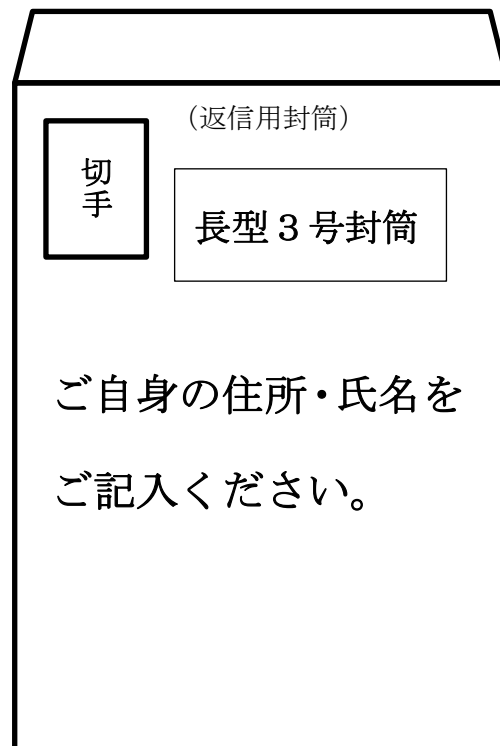 （返信用封筒）
切手
長型３号封筒
ご自身の住所・氏名を
ご記入ください。